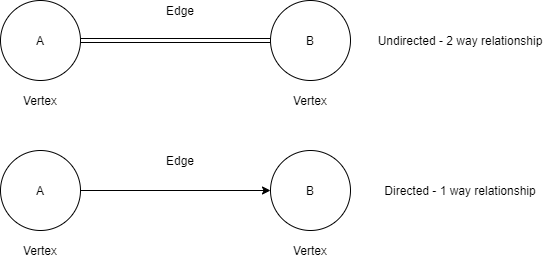 Edge
A
B
Undirected - 2 way relationship
Vertex
Vertex
Edge
A
B
Directed - 1 way relationship
Vertex
Vertex